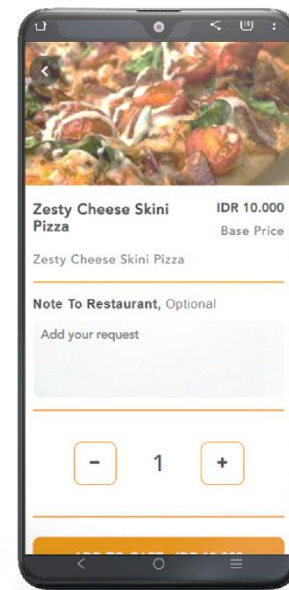 Zesty Cheese Skini
Pizza
IDR 10.000
Base Price
Zesty Cheese Skini Pizza
Note To Restaurant, Optional
Add your request
- 1 +